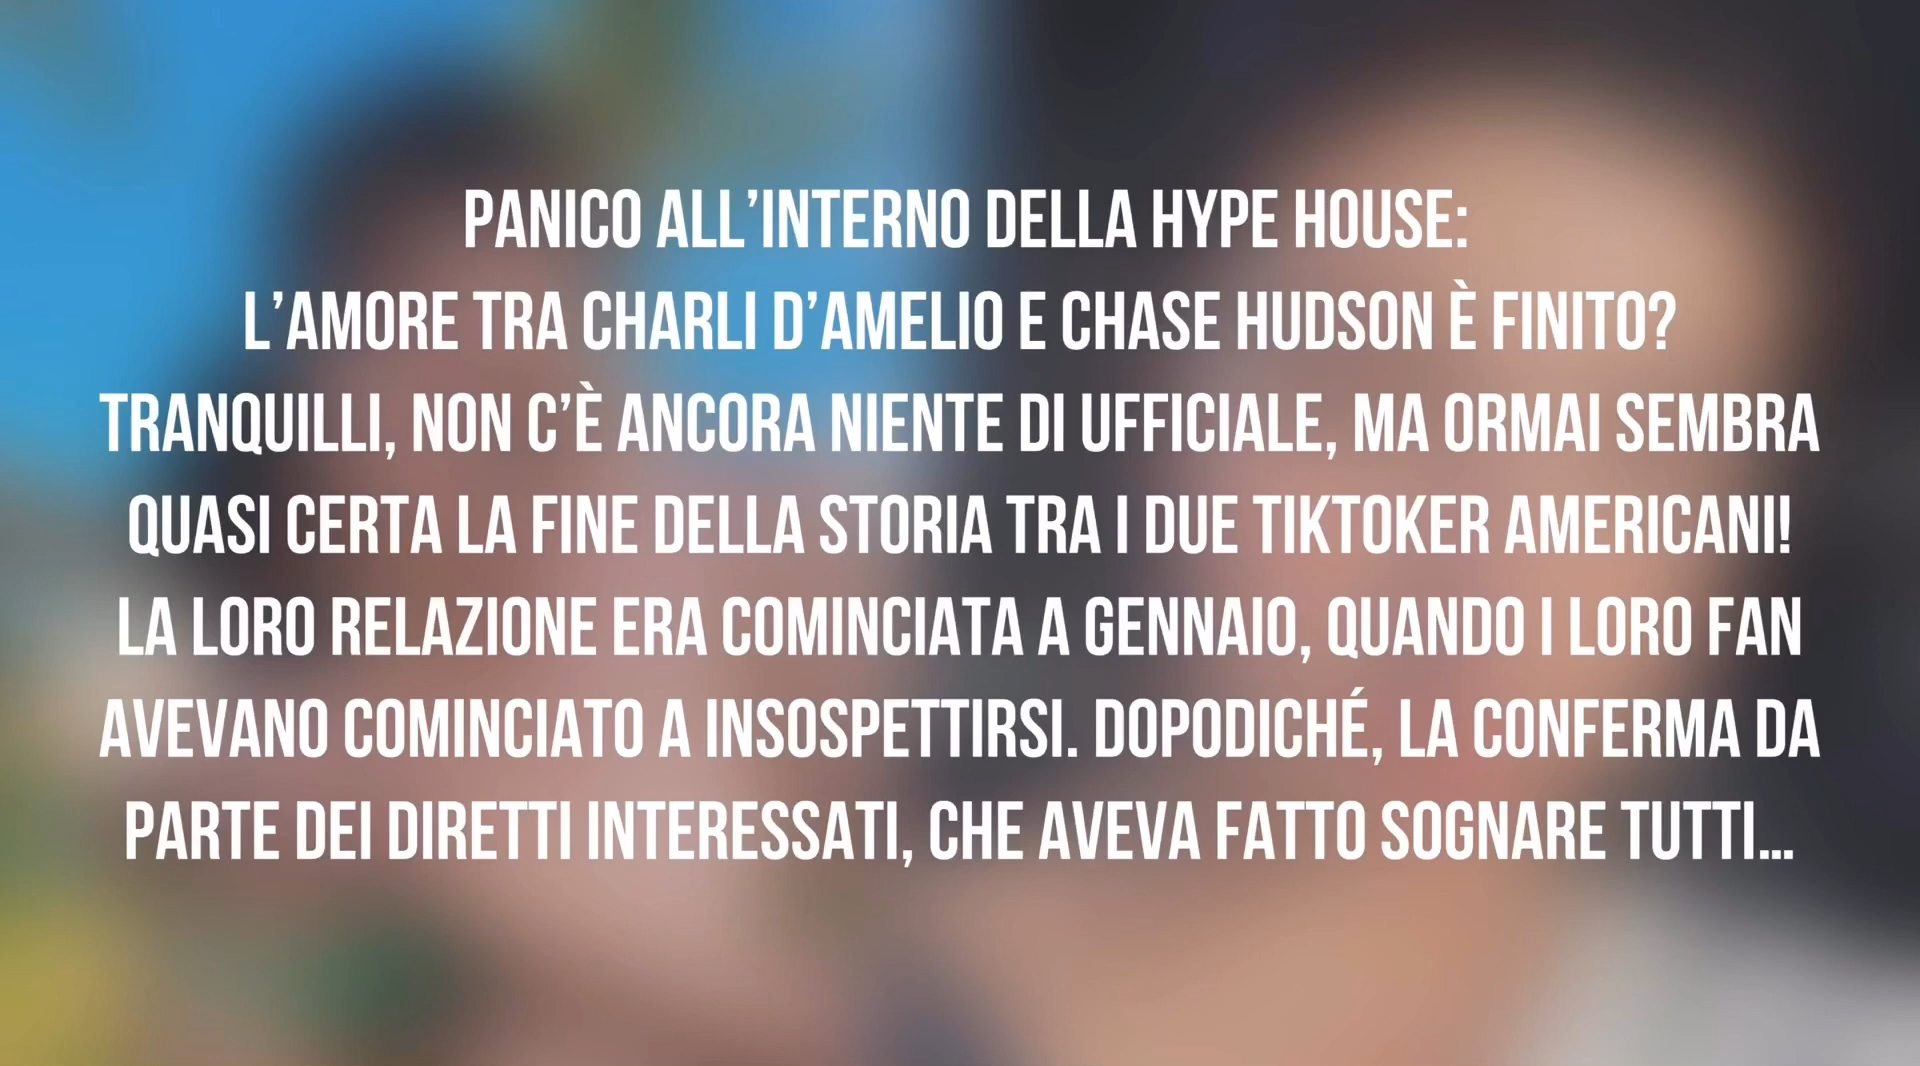 PANICO ALL’INTERNO DELLA HYPE HOUSE:
L’AMORE TRA CHARLI D’AMELIO E CHASE HUDSON È FINITO?
TRANQUILLI, NON C’È ANCORA NIENTE DI UFFICIALE, MA ORMAI SEMBRA
QUASI CERTA LA FINE DELLA STORIA TRA I DUE TIKTOKER AMERICANI!
LA LORO RELAZIONE ERA COMINCIATA A GENNAIO, QUANDO I LORO FAN
AVEVANO COMINCIATO A INSOSPETTIRSI. DOPODICHÉ, LA CONFERMA DA
PARTE DEI DIRETTI INTERESSATI, CHE AVEVA FATTO SOGNARE TUTTI...